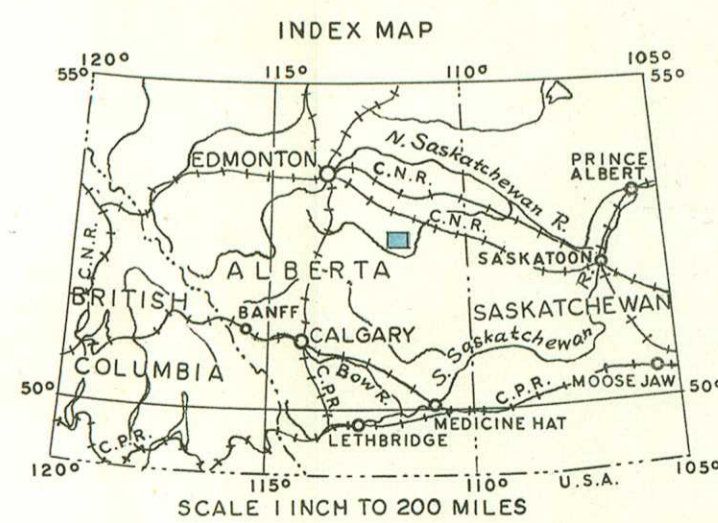 INDEX MAP
120° 115° 110° 105°
55° 55°
N. Saskatchewan R.
EDMONTON
PRINCE
ALBERT
C.N.R.
C.N.R.
C.N.R.
SASKATOON
ALBERTA
R.
BRITISH
SASKATCHEWAN
BANFF
CALGARY
S. Saskatchewan
COLUMBIA
C.P.R.
Bow R.
C.P.R.
MOOSE JAW
50° 50°
LETHBRIDGE
MEDICINE HAT
C.P.R.
120° 115° 110° 105°
U.S.A.
SCALE 1 INCH TO 200 MILES